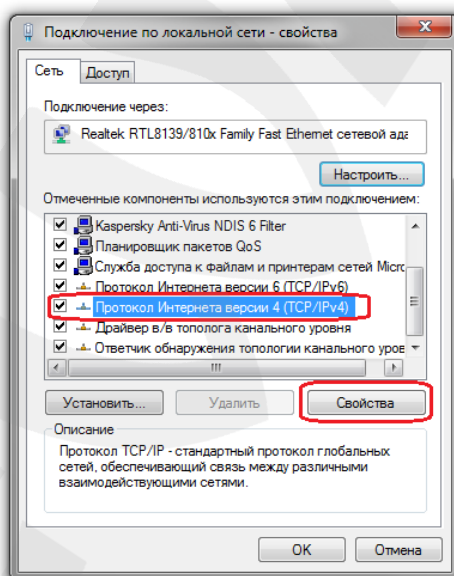 Подключение по локальной сети - свойства
Сеть
Доступ
Подключение через:
Realtek RTL8139/810x Family Fast Ethernet сетевой ада
Настроить...
Отмеченные компоненты используются этим подключением:
Kaspersky Anti-Virus NDIS 6 Filter
Планировщик пакетов QoS
Служба доступа к файлам и принтерам сетей Micro
Протокол Интернета версии 6 (TCP/IPv6)
Протокол Интернета версии 4 (TCP/IPv4)
Драйвер в/в тополога канального уровня
Ответчик обнаружения топологии канального уров
Установить...
Удалить
Свойства
Описание
Протокол TCP/IP - стандартный протокол глобальных
сетей, обеспечивающий связь между различными
взаимодействующими сетями.
ОК
Отмена